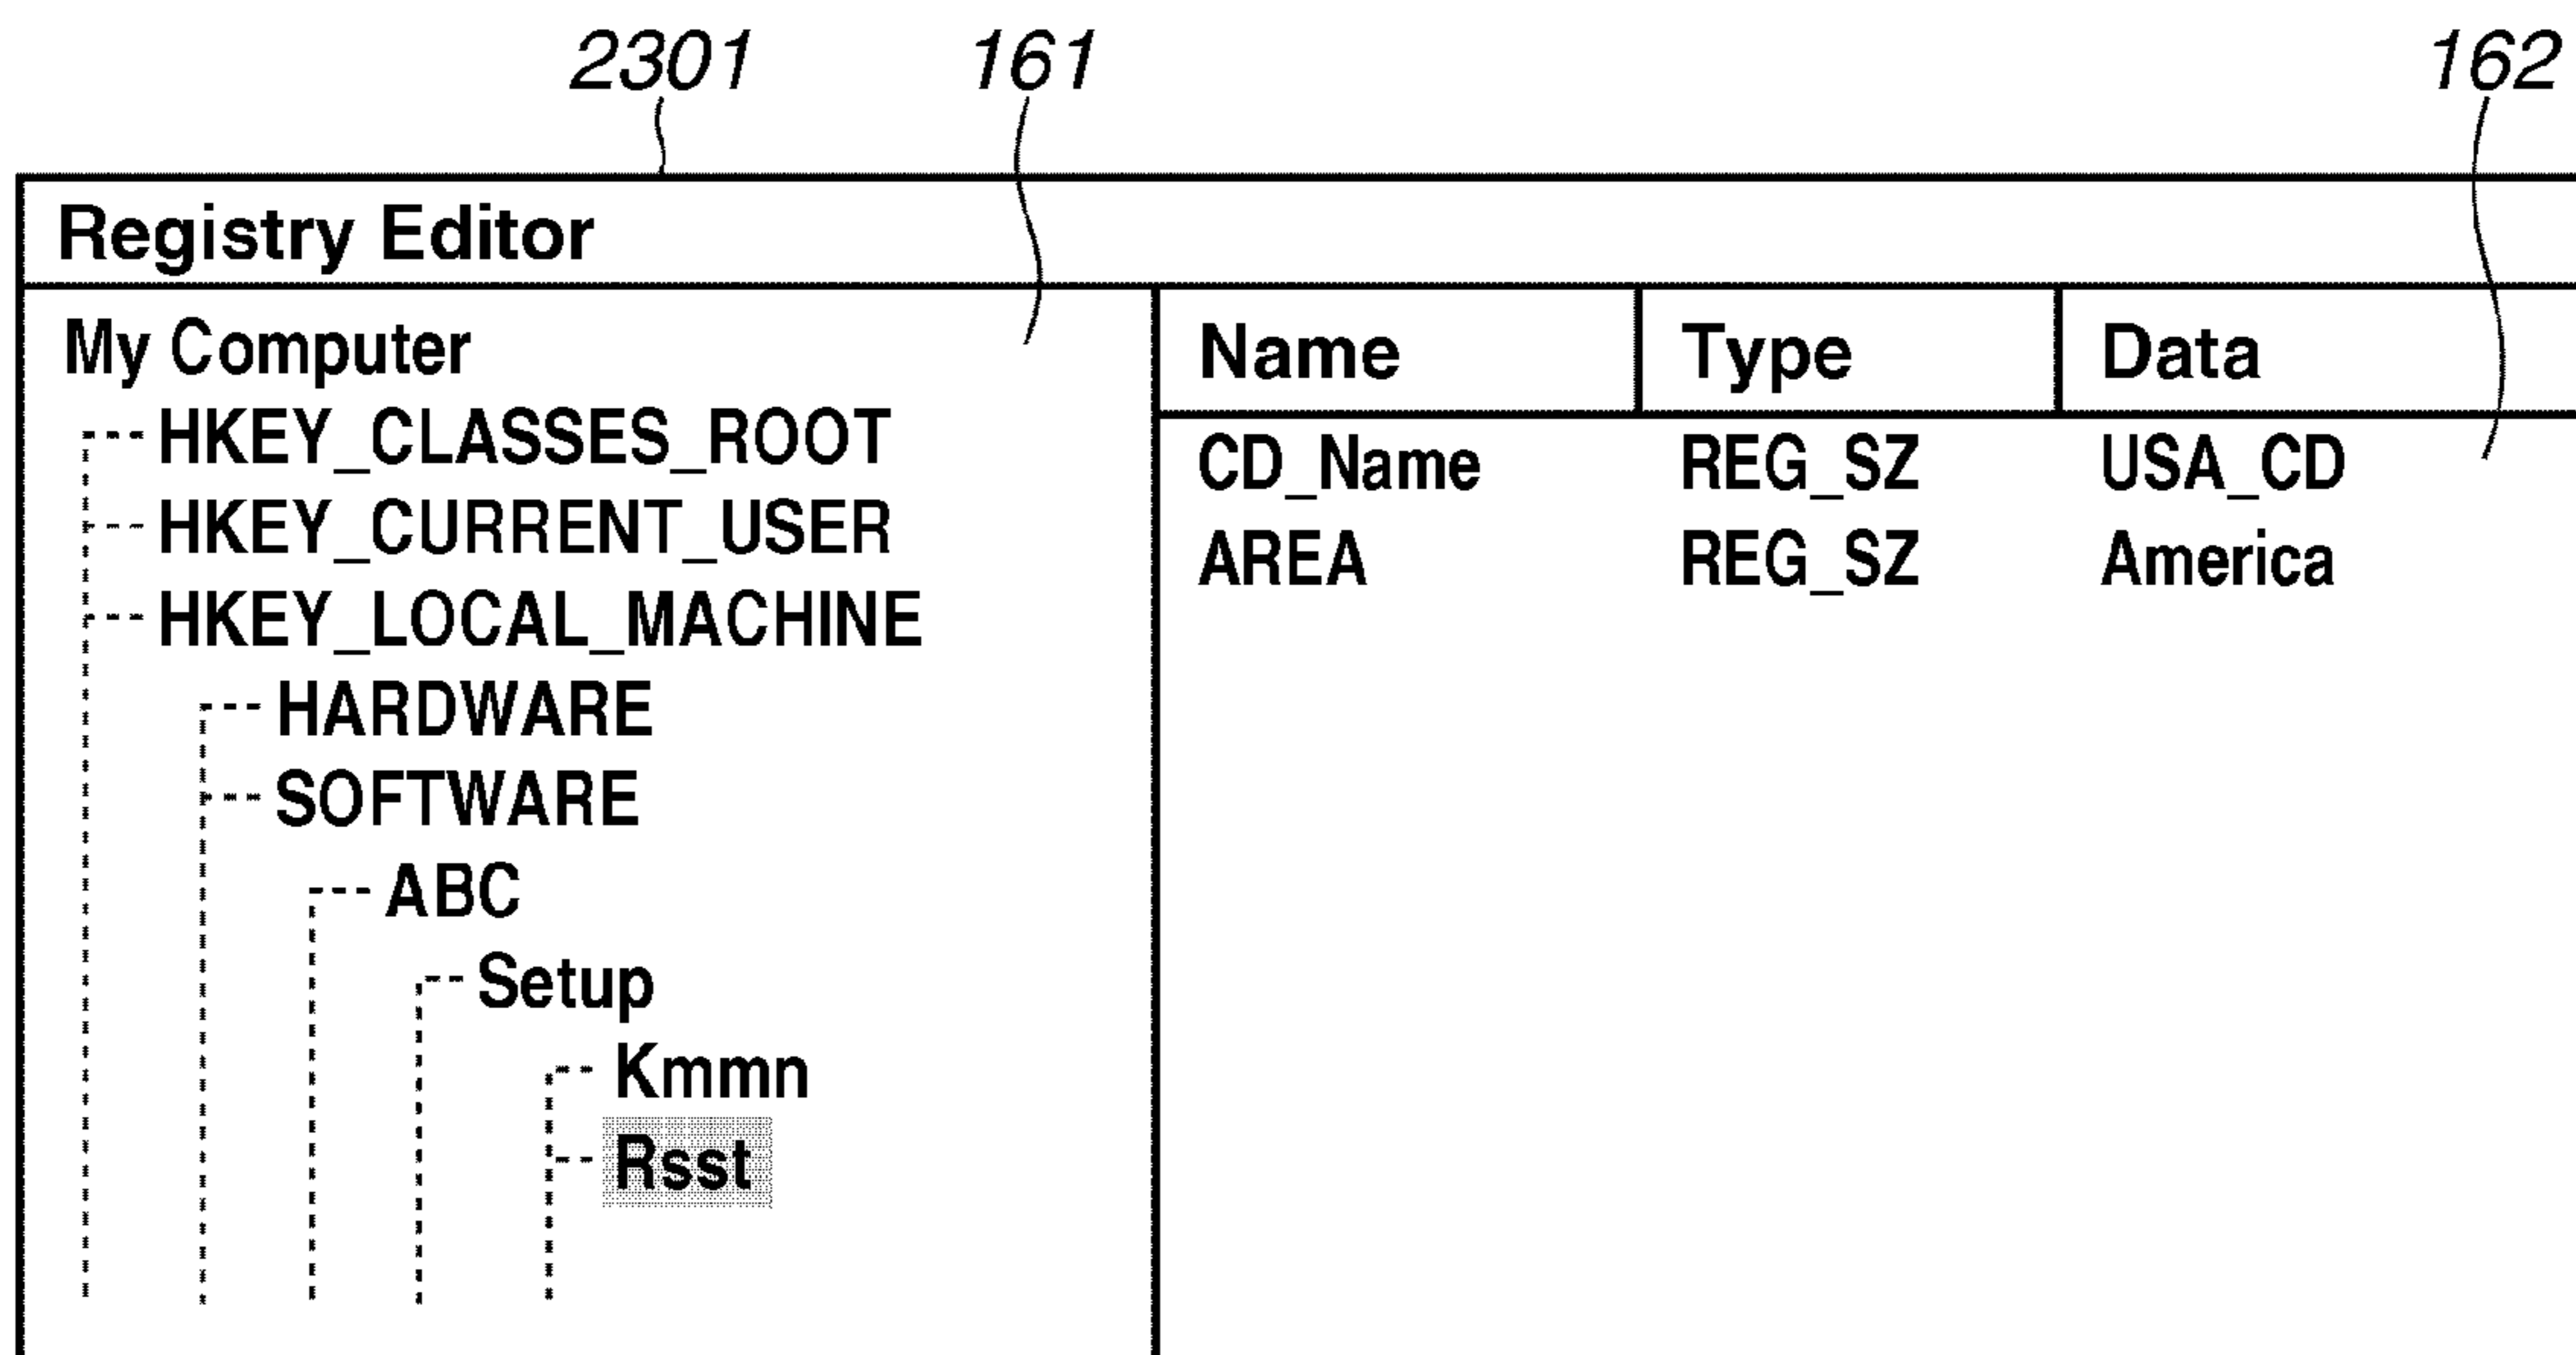 2301 161 162
Registry Editor
My Computer
HKEY_CLASSES_ROOT
HKEY_CURRENT_USER
HKEY_LOCAL_MACHINE
HARDWARE
SOFTWARE
ABC
Setup
Kmmn
Rsst
Name Type Data
CD_Name REG_SZ USA_CD
AREA REG_SZ America